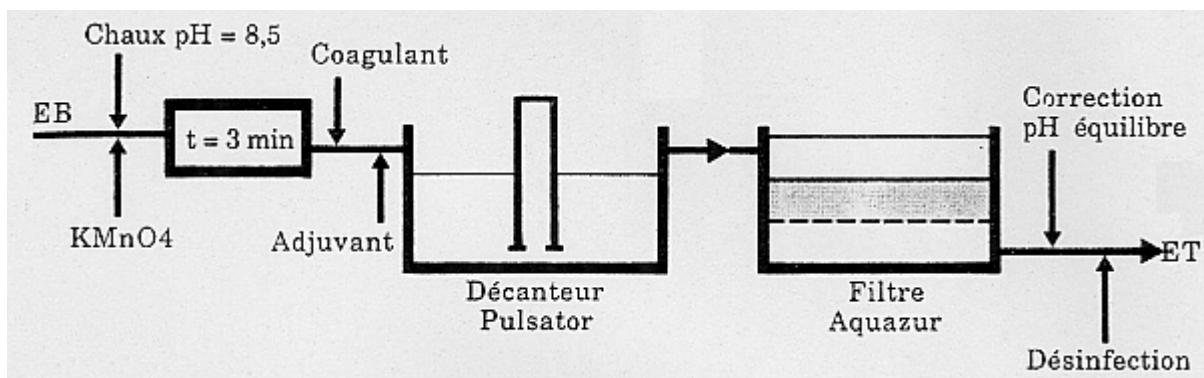 Chaux pH = 8,5
Coagulant
EB
t = 3 min
Correction
pH équilibre
KMnO4
Adjuvant
ET
Décanteur
Pulsator
Filtre
Aquazur
Désinfection